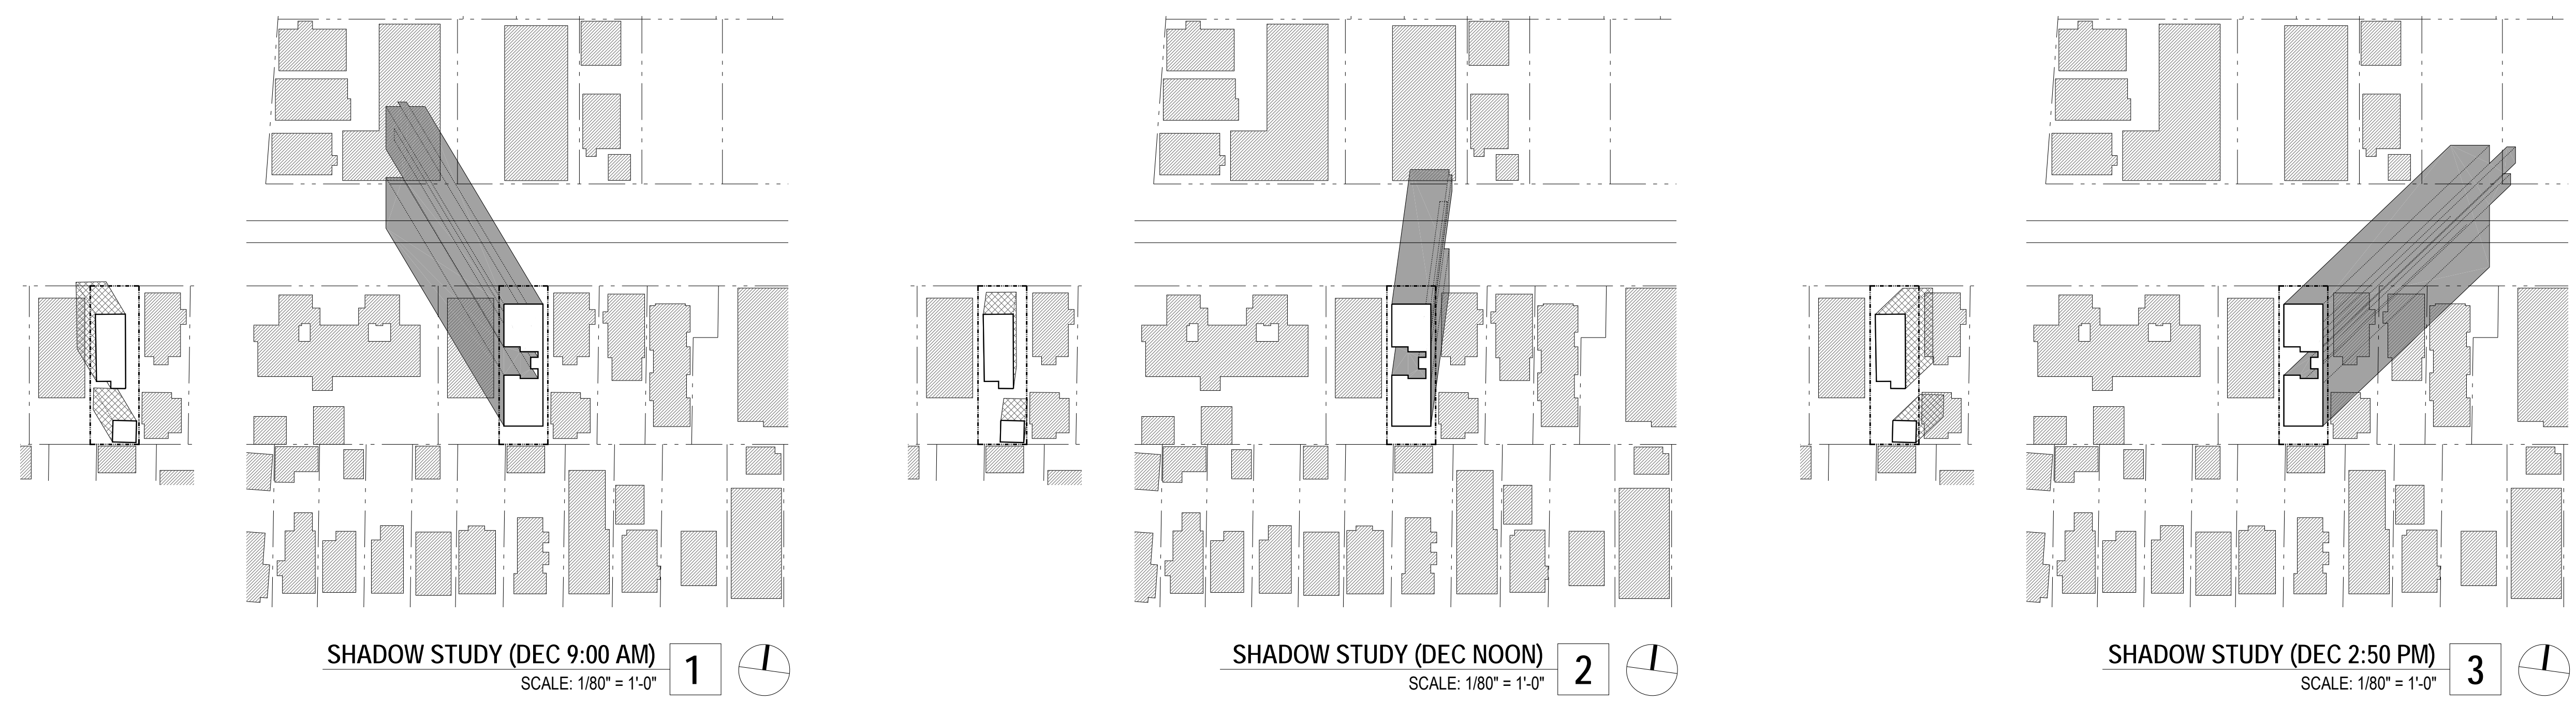 SHADOW STUDY (DEC 9:00 AM)
1
SCALE: 1/80" = 1'-0"
SHADOW STUDY (DEC NOON)
2
SCALE: 1/80" = 1'-0"
SHADOW STUDY (DEC 2:50 PM)
3
SCALE: 1/80" = 1'-0"